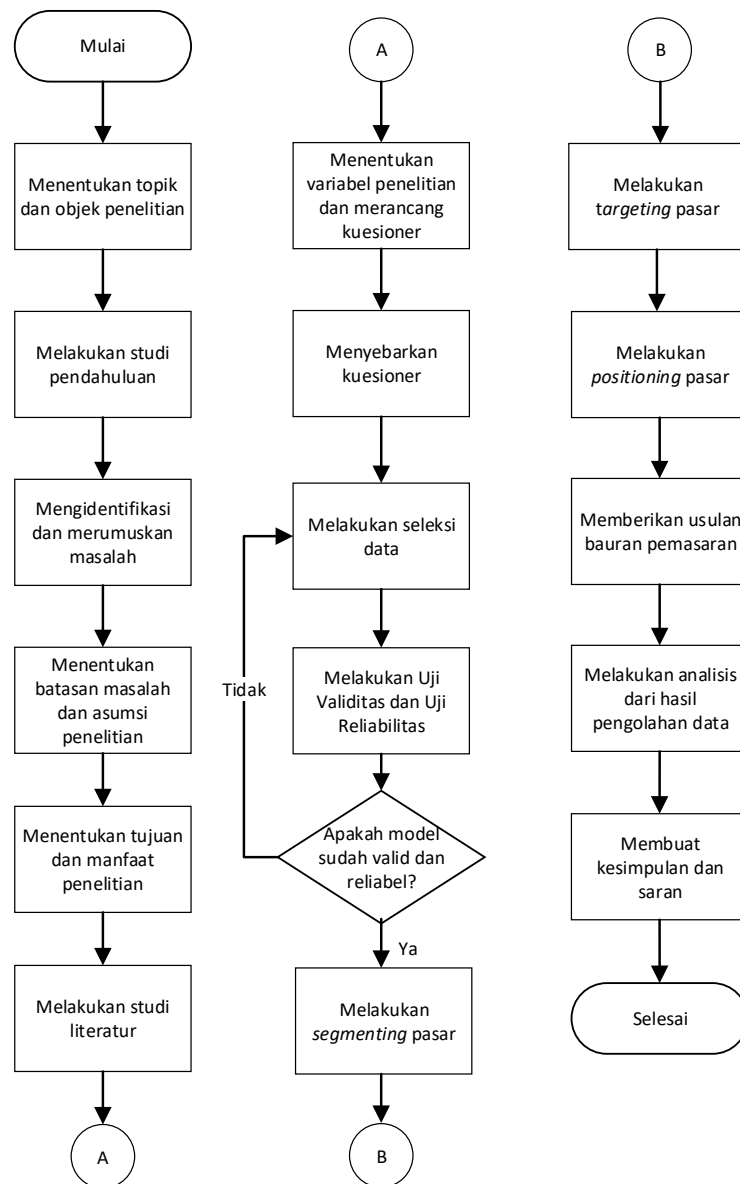 Mulai
Menentukan topik
dan objek penelitian
Melakukan studi
pendahuluan
Mengidentifikasi
dan merumuskan
masalah
Menentukan
batasan masalah
dan asumsi
penelitian
Menentukan tujuan
dan manfaat
penelitian
Melakukan studi
literatur
A
A
Menentukan
variabel penelitian
dan merancang
kuesioner
Menyebarkan
kuesioner
Melakukan seleksi
data
Melakukan Uji
Validitas dan Uji
Reliabilitas
Tidak
Apakah model
sudah valid dan
reliabel?
Ya
Melakukan
segmenting pasar
B
B
Melakukan
targeting pasar
Melakukan
positioning pasar
Memberikan usulan
bauran pemasaran
Melakukan analisis
dari hasil
pengolahan data
Membuat
kesimpulan dan
saran
Selesai